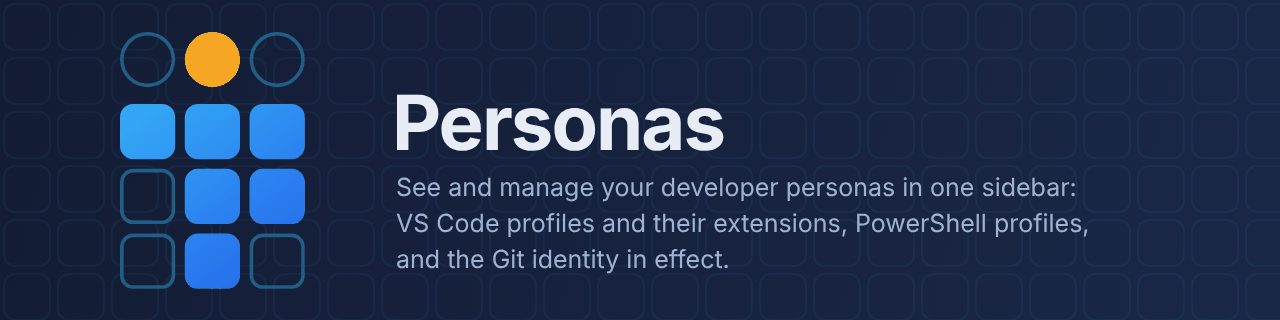 Personas
See and manage your developer personas in one sidebar:
VS Code profiles and their extensions, PowerShell profiles,
and the Git identity in effect.